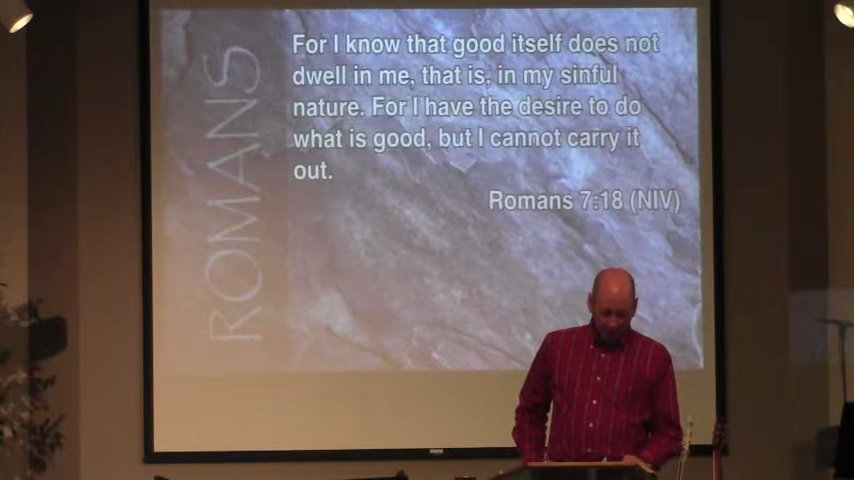 ROMANS
For I know that good itself does not
dwell in me, that is, in my sinful
nature. For I have the desire to do
what is good, but I cannot carry it
out.
Romans 7:18 (NIV)